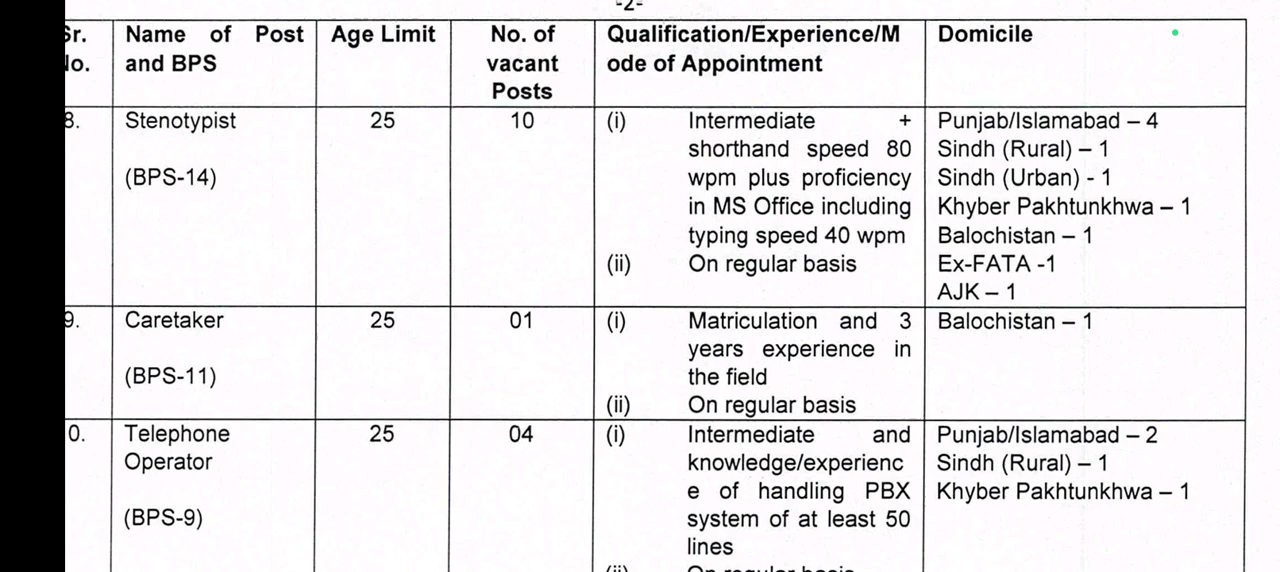 -2-
Sr. Name of Post Age Limit No. of Qualification/Experience/M Domicile
No. and BPS vacant ode of Appointment
Posts
8. Stenotypist 25 10 (i) Intermediate + Punjab/Islamabad – 4
shorthand speed 80 Sindh (Rural) – 1
(BPS-14) wpm plus proficiency Sindh (Urban) - 1
in MS Office including Khyber Pakhtunkhwa – 1
typing speed 40 wpm Balochistan – 1
(ii) On regular basis Ex-FATA -1
AJK – 1
9. Caretaker 25 01 (i) Matriculation and 3 Balochistan – 1
years experience in
(BPS-11) the field
(ii) On regular basis
0. Telephone 25 04 (i) Intermediate and Punjab/Islamabad – 2
Operator knowledge/experienc Sindh (Rural) – 1
e of handling PBX Khyber Pakhtunkhwa – 1
(BPS-9) system of at least 50
lines
(ii) On regular basis